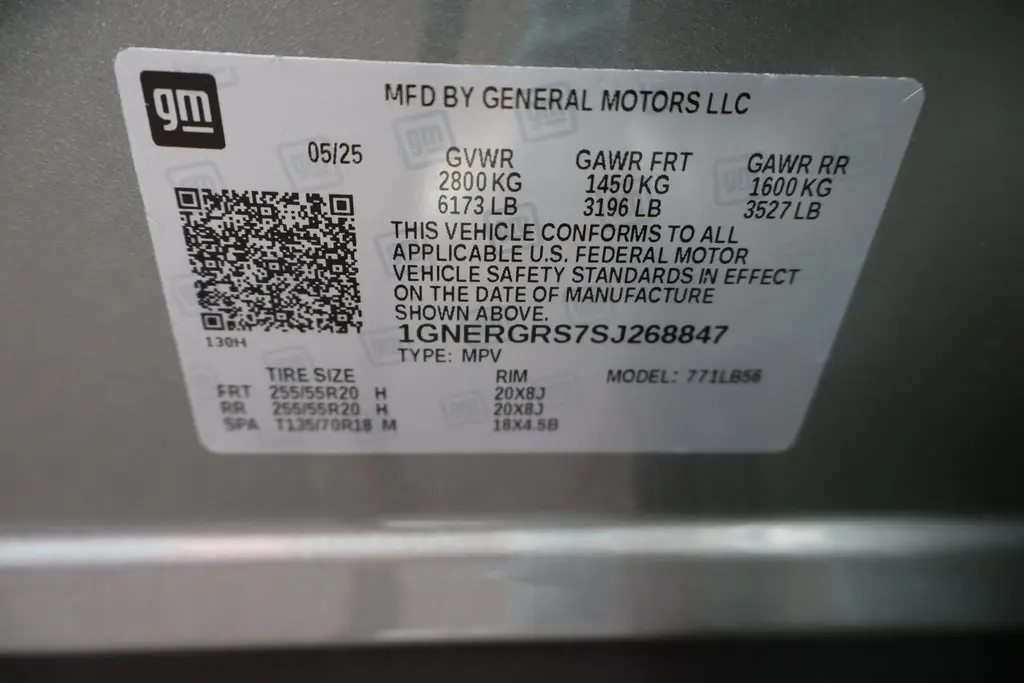 gm
MFD BY GENERAL MOTORS LLC
05/25
GVWR GAWR FRT GAWR RR
2800 KG 1450 KG 1600 KG
6173 LB 3196 LB 3527 LB
THIS VEHICLE CONFORMS TO ALL
APPLICABLE U.S. FEDERAL MOTOR
VEHICLE SAFETY STANDARDS IN EFFECT
ON THE DATE OF MANUFACTURE
SHOWN ABOVE.
1GNERGRS7SJ268847
130H
TYPE: MPV
TIRE SIZE RIM MODEL: 771LB56
FRT 255/55R20 H 20X8J
RR 255/55R20 H 20X8J
SPA T135/70R18 M 18X4.5B